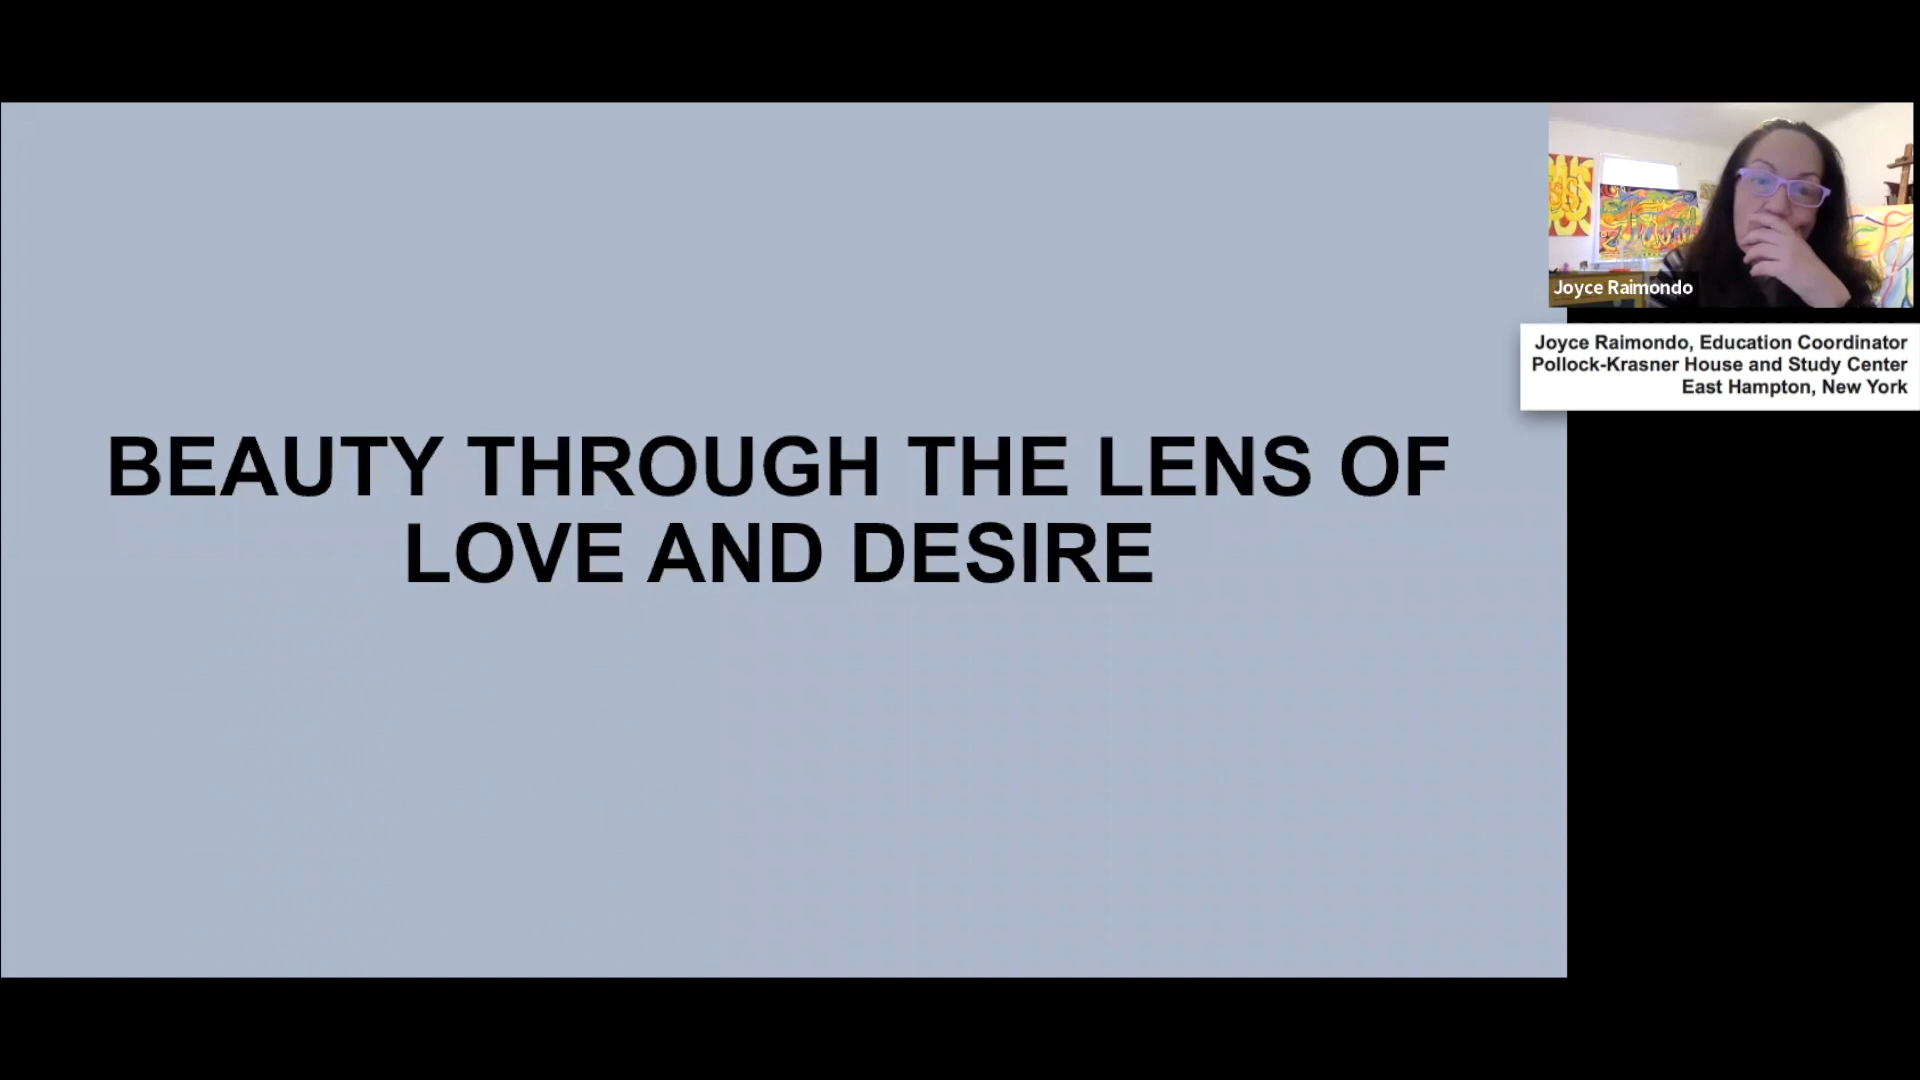 BEAUTY THROUGH THE LENS OF
LOVE AND DESIRE
Joyce Raimondo
Joyce Raimondo, Education Coordinator
Pollock-Krasner House and Study Center
East Hampton, New York